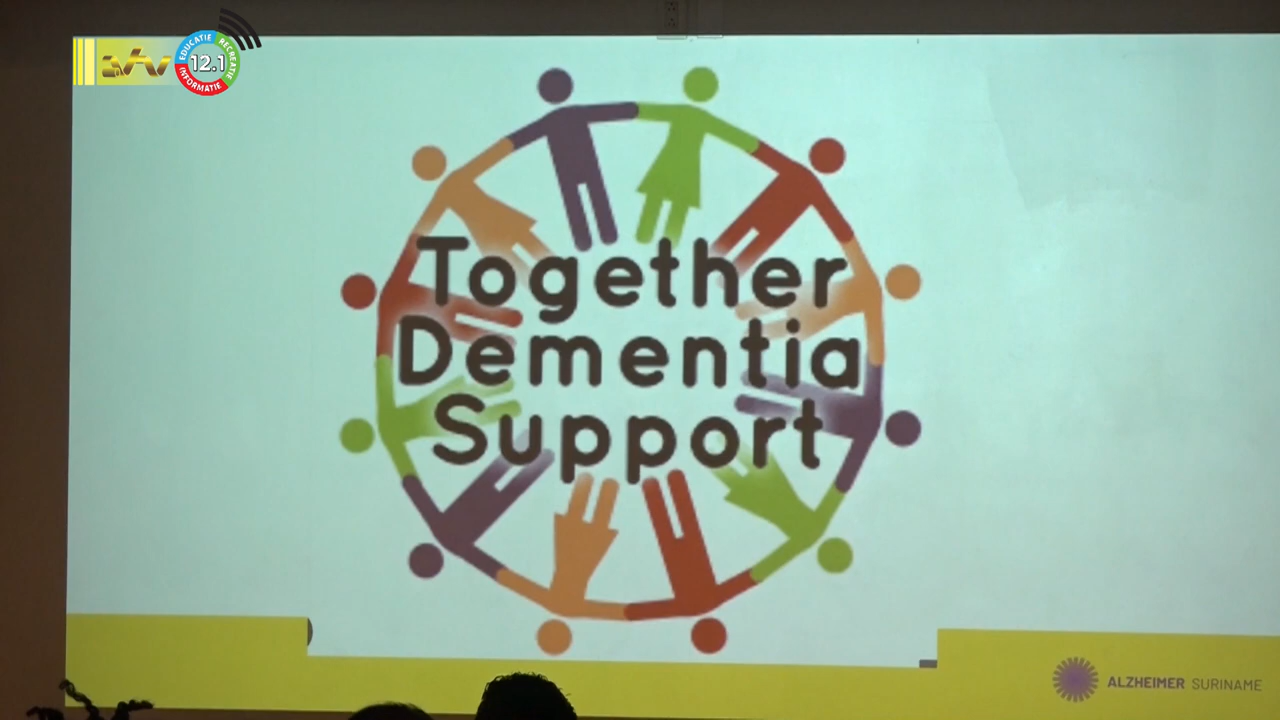 EDUCATIE
RECREATIE
INFORMATIE
12.1
Together
Dementia
Support
ALZHEIMER SURINAME